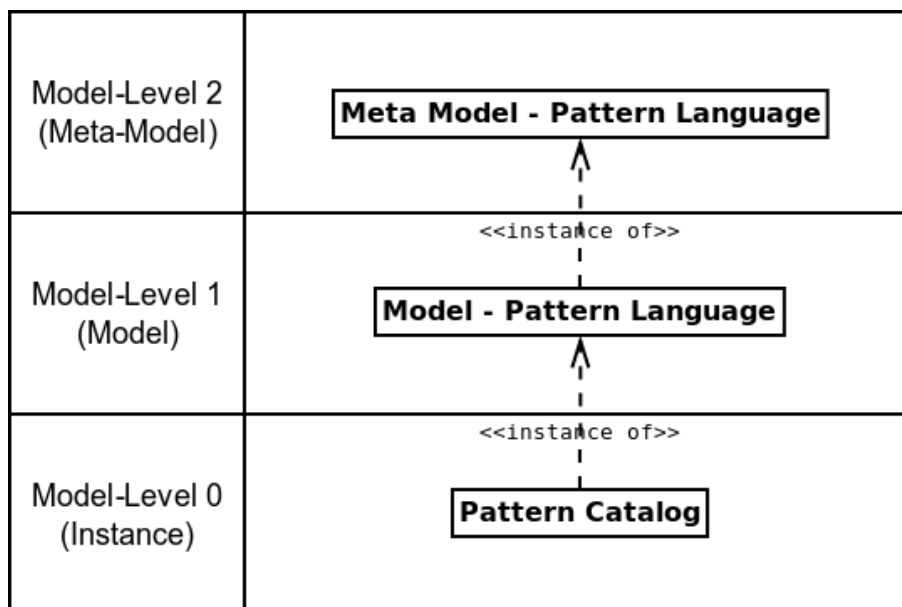 Model-Level 2
(Meta-Model)
Meta Model - Pattern Language
<<instance of>>
Model-Level 1
(Model)
Model - Pattern Language
<<instance of>>
Model-Level 0
(Instance)
Pattern Catalog